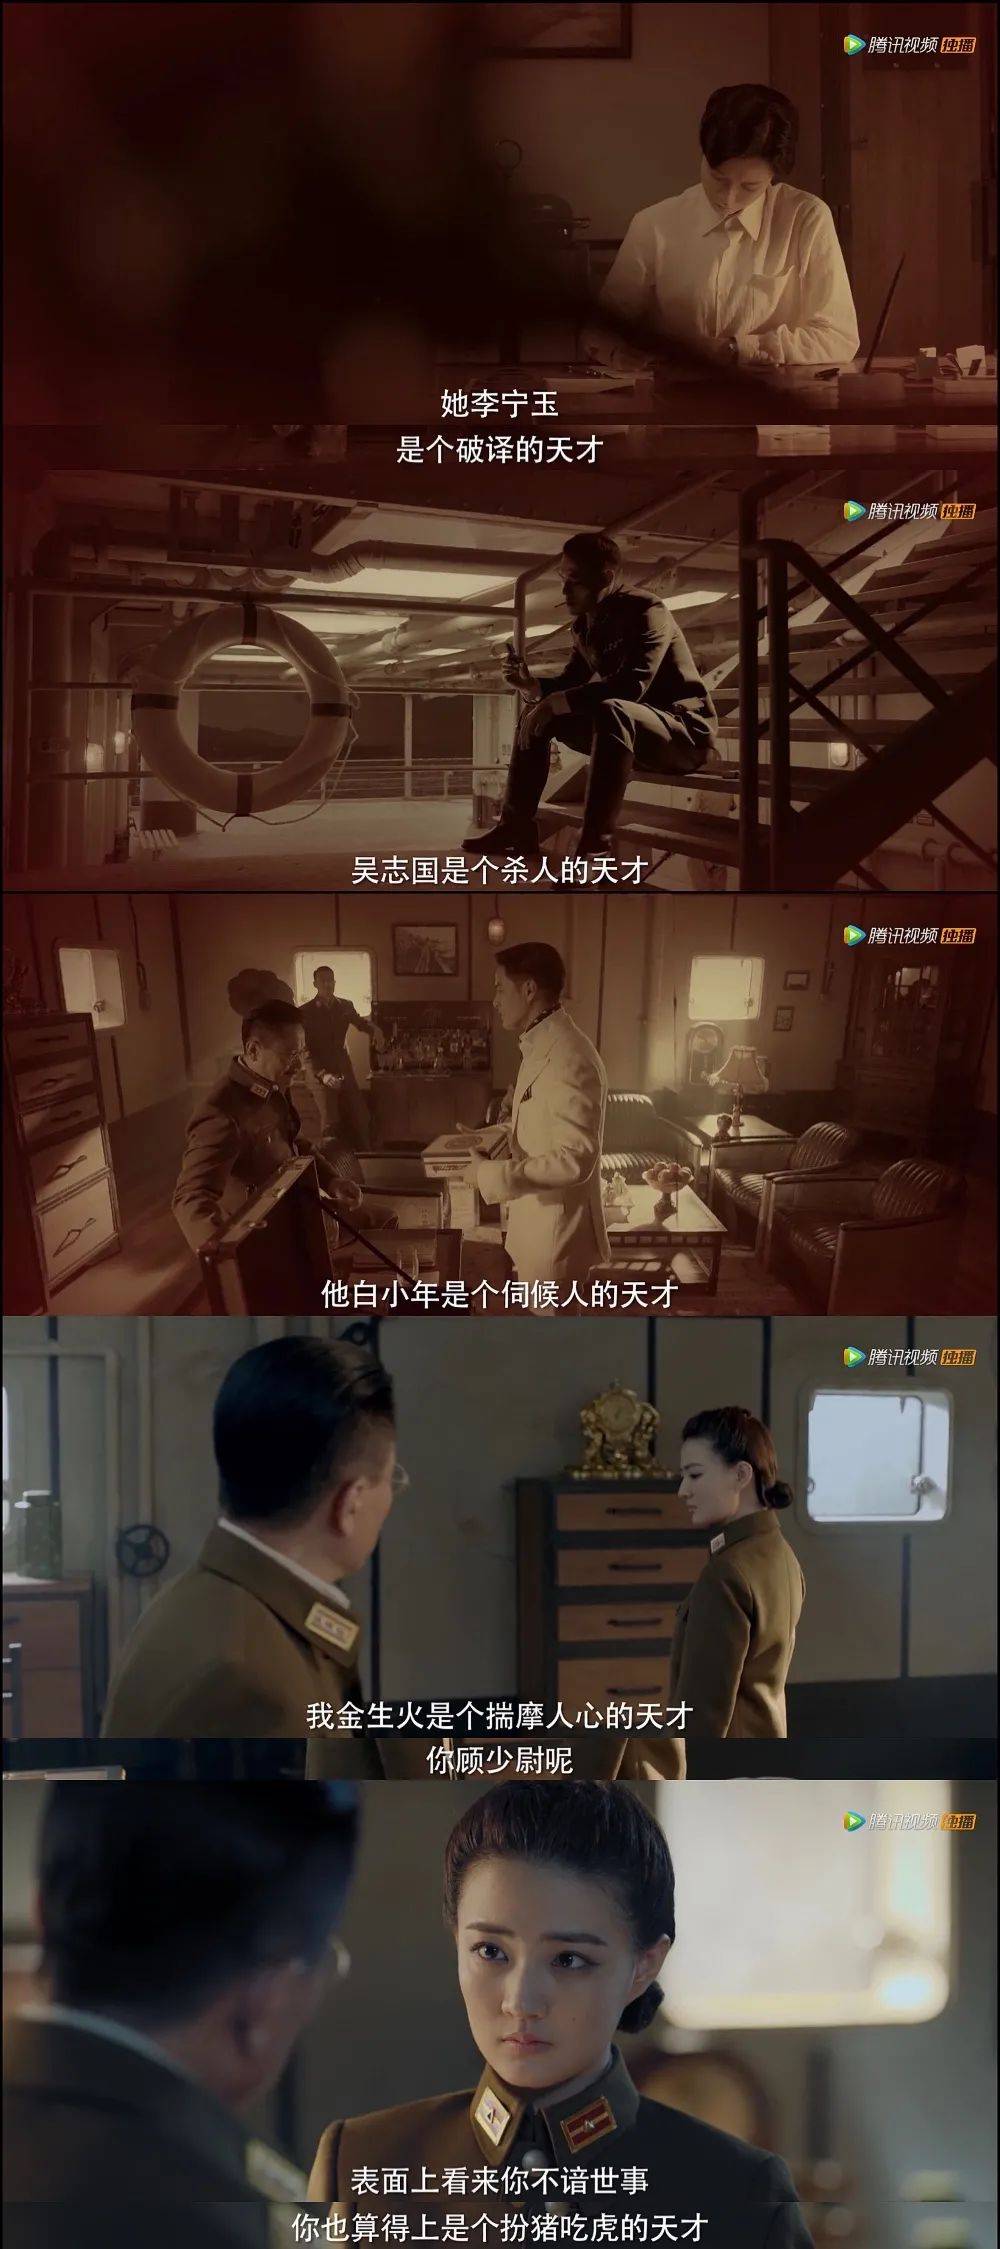 腾讯视频 独播
她李宁玉
是个破译的天才
腾讯视频 独播
吴志国是个杀人的天才
腾讯视频 独播
他白小年是个伺候人的天才
腾讯视频 独播
我金生火是个揣摩人心的天才
你顾少尉呢
腾讯视频 独播
表面上看来你不谙世事
你也算得上是个扮猪吃虎的天才